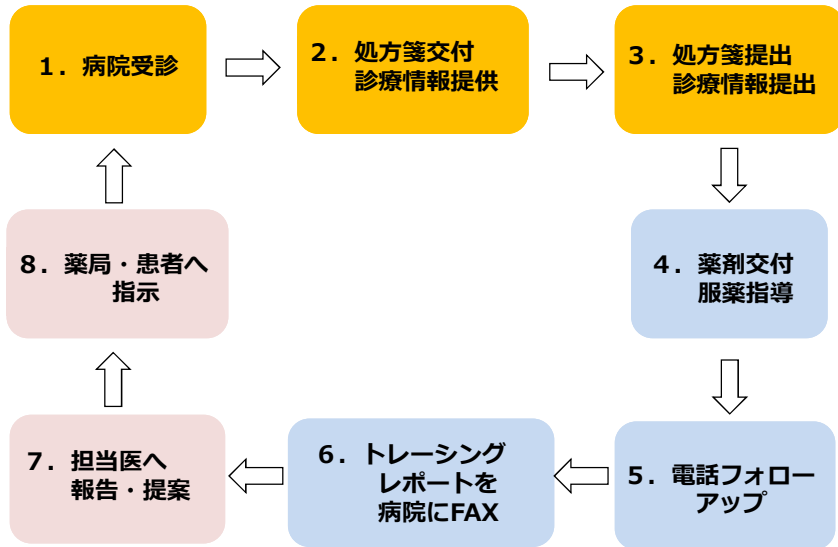 1．病院受診
2．処方箋交付
診療情報提供
3．処方箋提出
診療情報提出
4．薬剤交付
服薬指導
5．電話フォロー
アップ
6．トレーシング
レポートを
病院にFAX
7．担当医へ
報告・提案
8．薬局・患者へ
指示